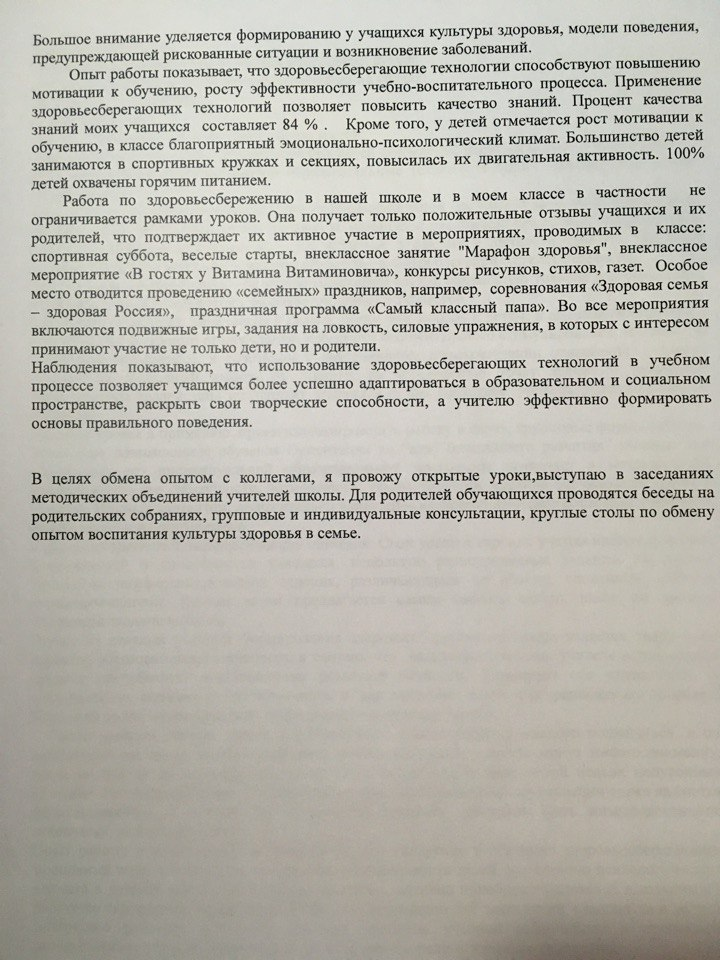 Большое внимание уделяется формированию у учащихся культуры здоровья, модели поведения,
предупреждающей рискованные ситуации и возникновение заболеваний.
Опыт работы показывает, что здоровьесберегающие технологии способствуют повышению
мотивации к обучению, росту эффективности учебно-воспитательного процесса. Применение
здоровьесберегающих технологий позволяет повысить качество знаний. Процент качества
знаний моих учащихся составляет 84 % . Кроме того, у детей отмечается рост мотивации к
обучению, в классе благоприятный эмоционально-психологический климат. Большинство детей
занимаются в спортивных кружках и секциях, повысилась их двигательная активность. 100%
детей охвачены горячим питанием.
Работа по здоровьесбережению в нашей школе и в моем классе в частности не
ограничивается рамками уроков. Она получает только положительные отзывы учащихся и их
родителей, что подтверждает их активное участие в мероприятиях, проводимых в классе:
спортивная суббота, веселые старты, внеклассное занятие "Марафон здоровья", внеклассное
мероприятие «В гостях у Витамина Витаминовича», конкурсы рисунков, стихов, газет. Особое
место отводится проведению «семейных» праздников, например, соревнования «Здоровая семья
– здоровая Россия», праздничная программа «Самый классный папа». Во все мероприятия
включаются подвижные игры, задания на ловкость, силовые упражнения, в которых с интересом
принимают участие не только дети, но и родители.
Наблюдения показывают, что использование здоровьесберегающих технологий в учебном
процессе позволяет учащимся более успешно адаптироваться в образовательном и социальном
пространстве, раскрыть свои творческие способности, а учителю эффективно формировать
основы правильного поведения.
В целях обмена опытом с коллегами, я провожу открытые уроки,выступаю в заседаниях
методических объединений учителей школы. Для родителей обучающихся проводятся беседы на
родительских собраниях, групповые и индивидуальные консультации, круглые столы по обмену
опытом воспитания культуры здоровья в семье.